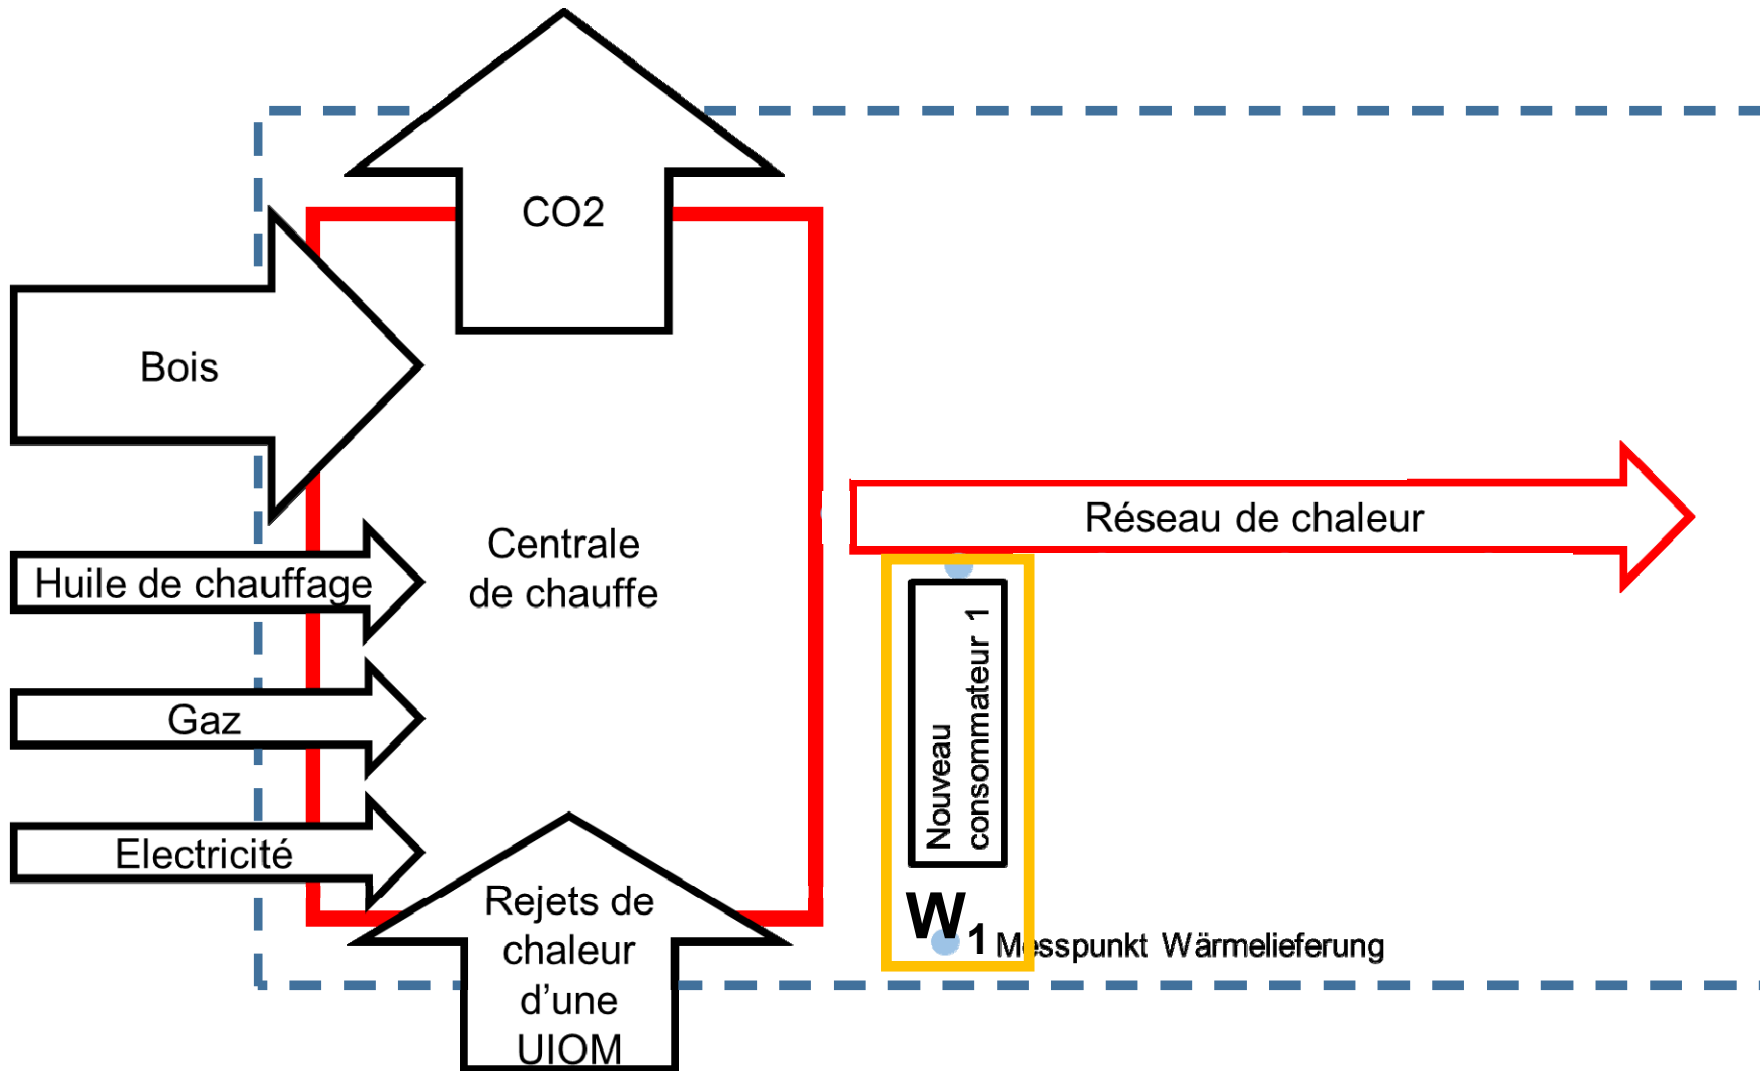 CO2
Bois
Centrale
de chauffe
Huile de chauffage
Gaz
Electricité
Rejets de
chaleur
d'une
UIOM
Réseau de chaleur
Nouveau
consommateur 1
W1 Messpunkt Wärmelieferung